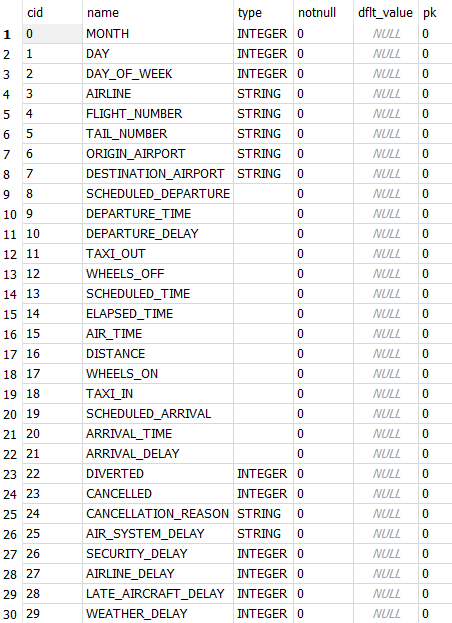 cid name type notnull dflt_value pk
1 0 MONTH INTEGER 0 NULL 0
2 1 DAY INTEGER 0 NULL 0
3 2 DAY_OF_WEEK INTEGER 0 NULL 0
4 3 AIRLINE STRING 0 NULL 0
5 4 FLIGHT_NUMBER STRING 0 NULL 0
6 5 TAIL_NUMBER STRING 0 NULL 0
7 6 ORIGIN_AIRPORT STRING 0 NULL 0
8 7 DESTINATION_AIRPORT STRING 0 NULL 0
9 8 SCHEDULED_DEPARTURE 0 NULL 0
10 9 DEPARTURE_TIME 0 NULL 0
11 10 DEPARTURE_DELAY 0 NULL 0
12 11 TAXI_OUT 0 NULL 0
13 12 WHEELS_OFF 0 NULL 0
14 13 SCHEDULED_TIME 0 NULL 0
15 14 ELAPSED_TIME 0 NULL 0
16 15 AIR_TIME 0 NULL 0
17 16 DISTANCE 0 NULL 0
18 17 WHEELS_ON 0 NULL 0
19 18 TAXI_IN 0 NULL 0
20 19 SCHEDULED_ARRIVAL 0 NULL 0
21 20 ARRIVAL_TIME 0 NULL 0
22 21 ARRIVAL_DELAY 0 NULL 0
23 22 DIVERTED INTEGER 0 NULL 0
24 23 CANCELLED INTEGER 0 NULL 0
25 24 CANCELLATION_REASON STRING 0 NULL 0
26 25 AIR_SYSTEM_DELAY STRING 0 NULL 0
27 26 SECURITY_DELAY INTEGER 0 NULL 0
28 27 AIRLINE_DELAY INTEGER 0 NULL 0
29 28 LATE_AIRCRAFT_DELAY INTEGER 0 NULL 0
30 29 WEATHER_DELAY INTEGER 0 NULL 0